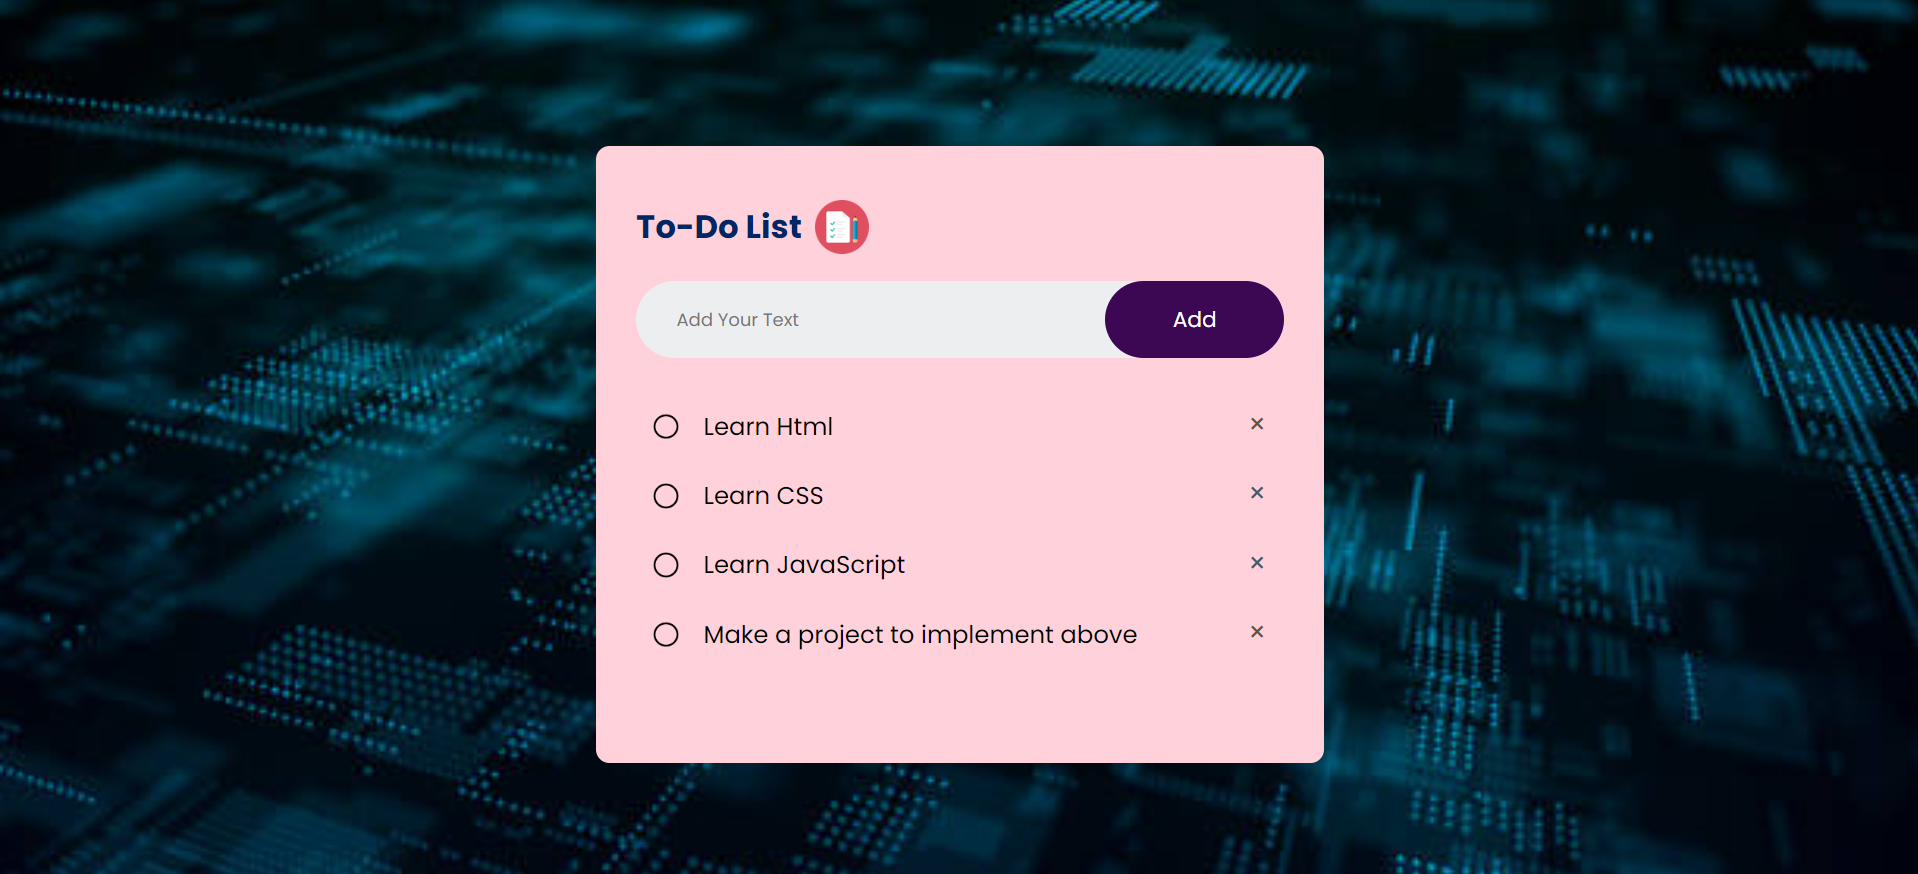 To-Do List
Add Your Text
Add
Learn Html
×
Learn CSS
×
Learn JavaScript
×
Make a project to implement above
×